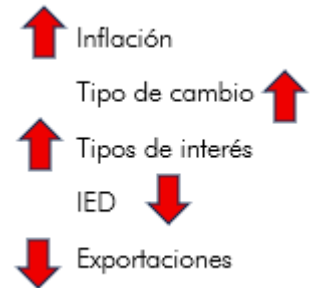 Inflación
Tipo de cambio
Tipos de interés
IED
Exportaciones